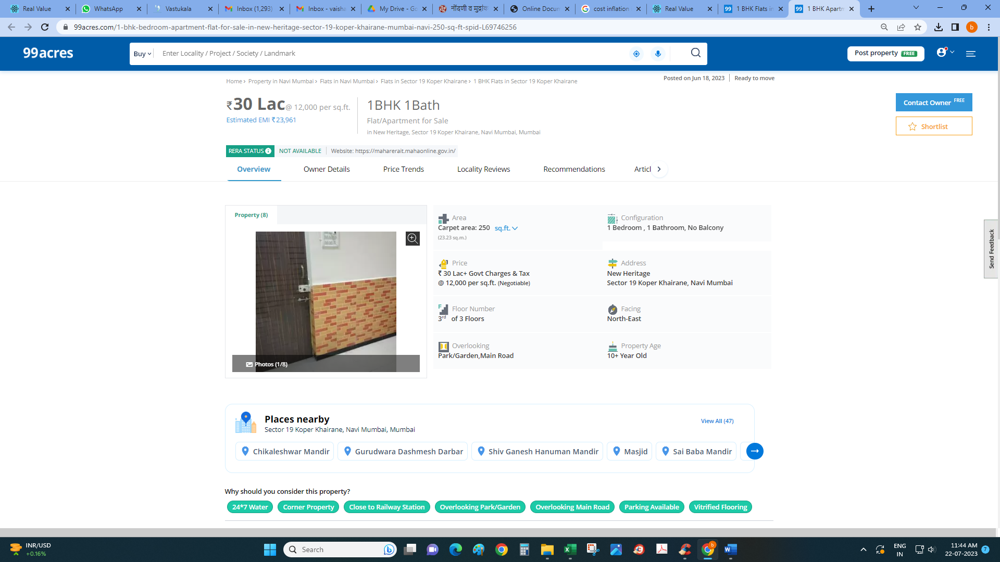 Real Value
WhatsApp
Vastukala
Inbox (1,293)
Inbox - vaisha
My Drive - Go
नोंदणी व मुद्रांक
Online Docun
cost inflation
Real Value
1 BHK Flats in
1 BHK Apartm
99acres.com/1-bhk-bedroom-apartment-flat-for-sale-in-new-heritage-sector-19-koper-khairane-mumbai-navi-250-sq-ft-spid-L69746256
b
99acres
Buy
Enter Locality / Project / Society / Landmark
Post property FREE
Home › Property in Navi Mumbai › Flats in Navi Mumbai › Flats in Sector 19 Koper Khairane › 1 BHK Flats in Sector 19 Koper Khairane
Posted on Jun 18, 2023 | Ready to move
₹30 Lac @ 12,000 per sq.ft.
Estimated EMI ₹23,961
1BHK 1Bath
Flat/Apartment for Sale
in New Heritage, Sector 19 Koper Khairane, Navi Mumbai, Mumbai
Contact Owner FREE
Shortlist
RERA STATUS NOT AVAILABLE Website: https://maharerait.mahaonline.gov.in/
Overview
Owner Details
Price Trends
Locality Reviews
Recommendations
Articl
Property (8)
Photos (1/8)
Area
Carpet area: 250 sq.ft.
(23.23 sq.m.)
Configuration
1 Bedroom , 1 Bathroom, No Balcony
Price
₹ 30 Lac+ Govt Charges & Tax
@ 12,000 per sq.ft. (Negotiable)
Address
New Heritage
Sector 19 Koper Khairane, Navi Mumbai
Floor Number
3rd of 3 Floors
Facing
North-East
Overlooking
Park/Garden,Main Road
Property Age
10+ Year Old
Send Feedback
Places nearby
Sector 19 Koper Khairane, Navi Mumbai, Mumbai
View All (47)
Chikaleshwar Mandir
Gurudwara Dashmesh Darbar
Shiv Ganesh Hanuman Mandir
Masjid
Sai Baba Mandir
Why should you consider this property?
24*7 Water
Corner Property
Close to Railway Station
Overlooking Park/Garden
Overlooking Main Road
Parking Available
Vitrified Flooring
INR/USD
+0.16%
Search
ENG
IN
11:44 AM
22-07-2023
7